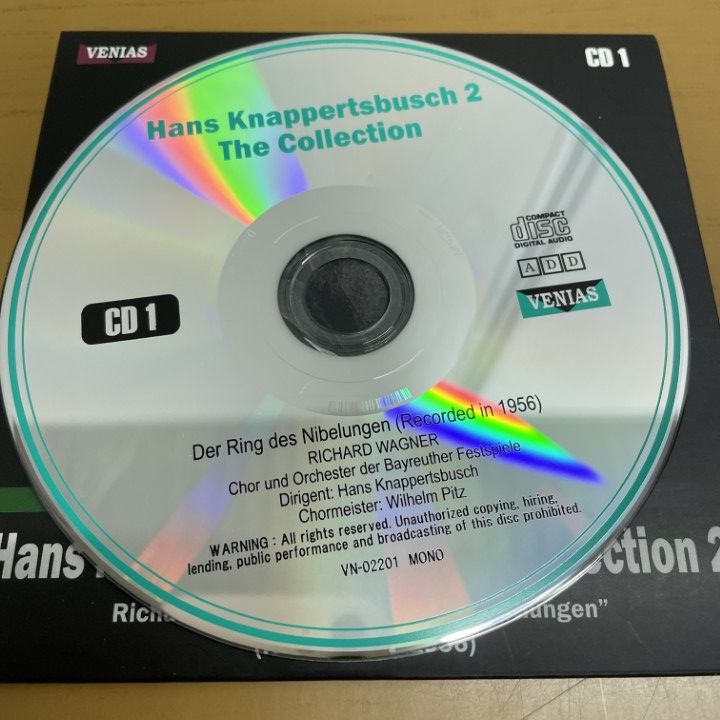 VENIAS
CD 1
Hans Knappertsbusch 2
The Collection
COMPACT
disc
DIGITAL AUDIO
ADD
VENIAS
CD 1
Der Ring des Nibelungen (Recorded in 1956)
RICHARD WAGNER
Chor und Orchester der Bayreuther Festspiele
Dirigent: Hans Knappertsbusch
Chormeister: Wilhelm Pitz
WARNING : All rights reserved. Unauthorized copying, hiring,
lending, public performance and broadcasting of this disc prohibited.
VN-02201 MONO
Hans ction 2
Richa ungen"